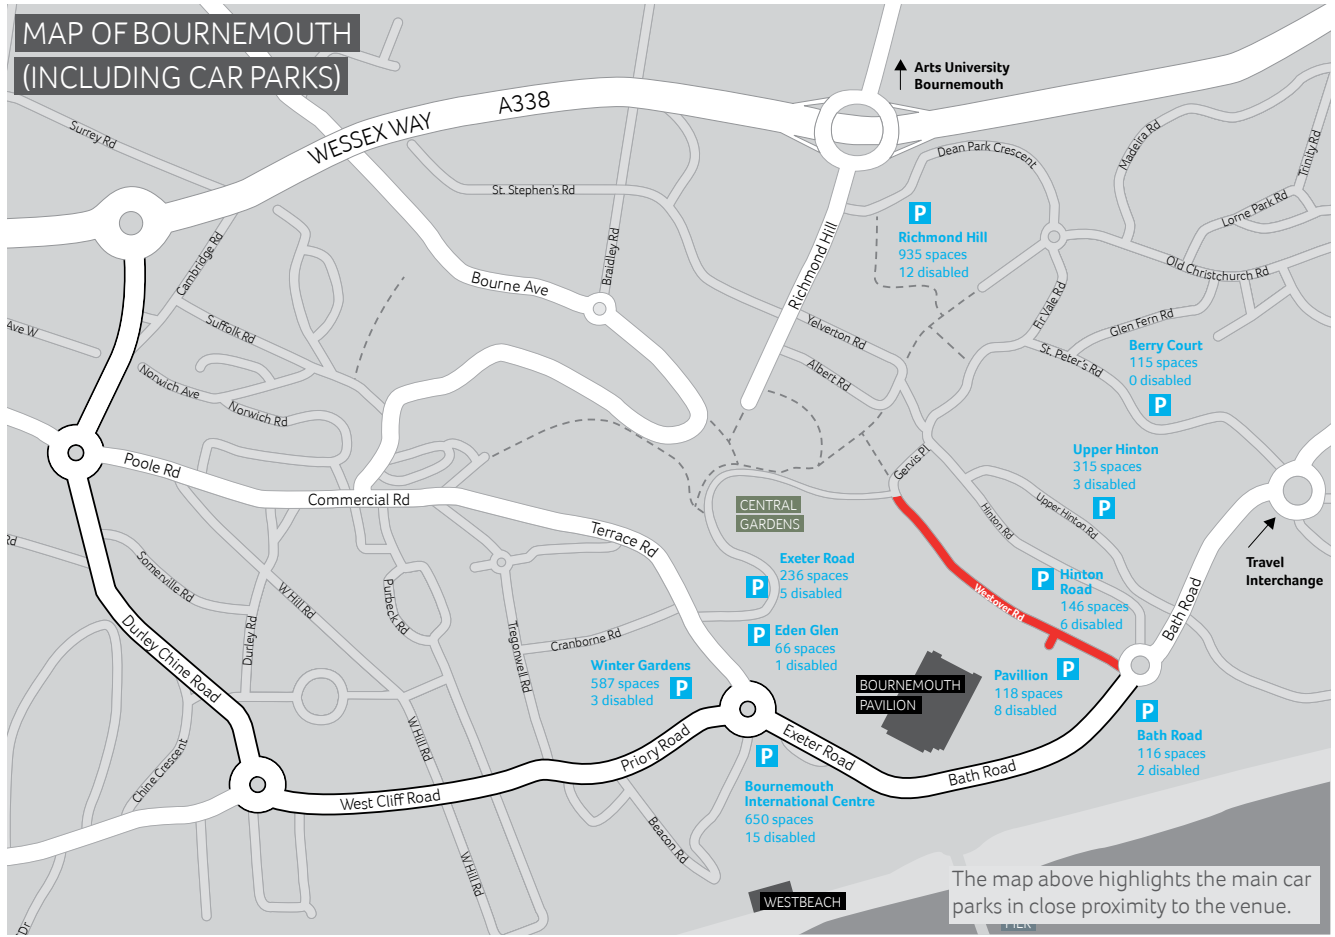 MAP OF BOURNEMOUTH
(INCLUDING CAR PARKS)
A338
WESSEX WAY
Arts University
Bournemouth
Surrey Rd
St. Stephen's Rd
Dean Park Crescent
Madeira Rd
Trinity Rd
Lorne Park Rd
Old Christchurch Rd
P
Richmond Hill
935 spaces
12 disabled
Richmond Hill
Braidley Rd
Bourne Ave
Cambridge Rd
Ave W
Suffolk Rd
Norwich Ave
Norwich Rd
Yelverton Rd
Albert Rd
Fir Vale Rd
Glen Fern Rd
St. Peter's Rd
Berry Court
115 spaces
0 disabled
P
Upper Hinton
315 spaces
3 disabled
P
Gervis Pl
Hinton Rd
Upper Hinton Rd
Poole Rd
Commercial Rd
Terrace Rd
CENTRAL
GARDENS
Travel
Interchange
Rd
Somerville Rd
W Hill Rd
Purbeck Rd
Durley Rd
Tregonwell Rd
Cranborne Rd
P
Exeter Road
236 spaces
5 disabled
P
Eden Glen
66 spaces
1 disabled
Westover Rd
P
Hinton
Road
146 spaces
6 disabled
Bath Road
Durley Chine Road
Winter Gardens
587 spaces
3 disabled
P
BOURNEMOUTH
PAVILION
Pavillion
118 spaces
8 disabled
P
P
Bath Road
116 spaces
2 disabled
Chine Crescent
W Hill Rd
Priory Road
Exeter Road
Bath Road
West Cliff Road
P
Bournemouth
International Centre
650 spaces
15 disabled
Beacon Rd
W Hill Rd
WESTBEACH
The map above highlights the main car
parks in close proximity to the venue.
PIER